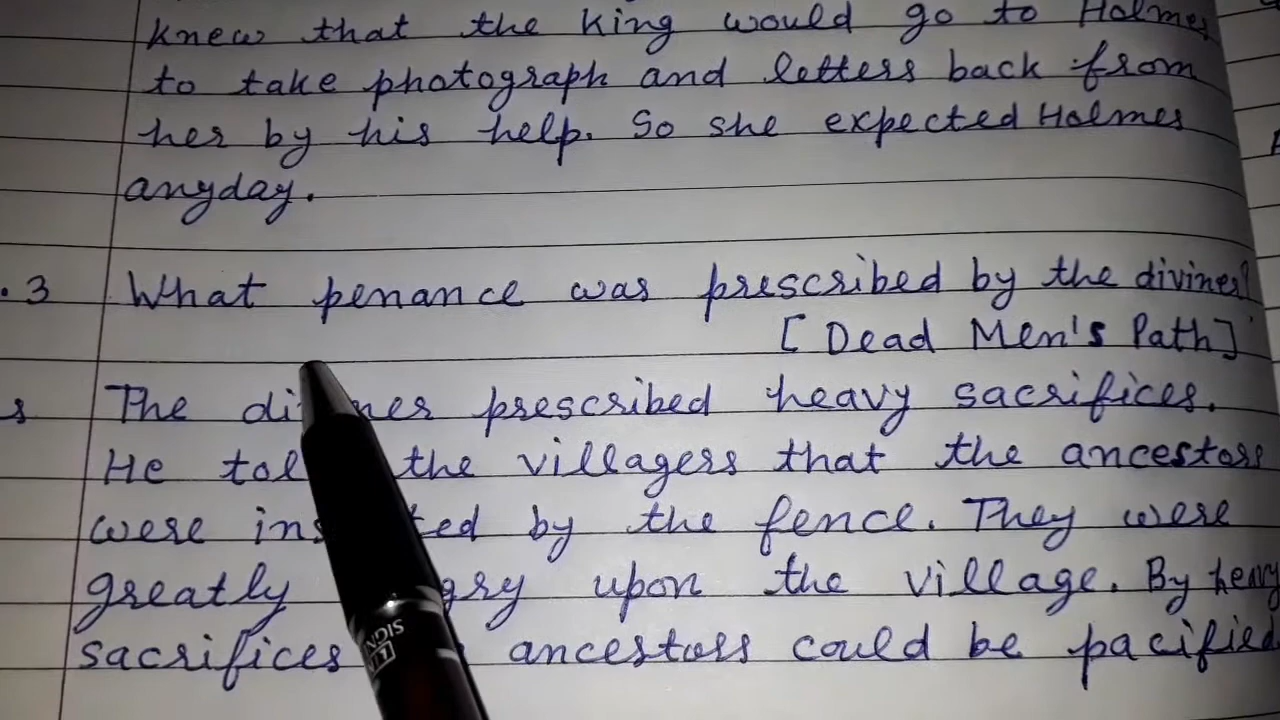 knew that the king would go to Holmes
to take photograph and letters back from
her by his help. So she expected Holmes
anyday.
.3 What penance was prescribed by the diviner?
[Dead Men's Path]
s The prescribed heavy sacrifices.
He the villagers that the ancestors
were by the fence. They were
greatly upon the village. By heavy
sacrifices ancestors could be pacified